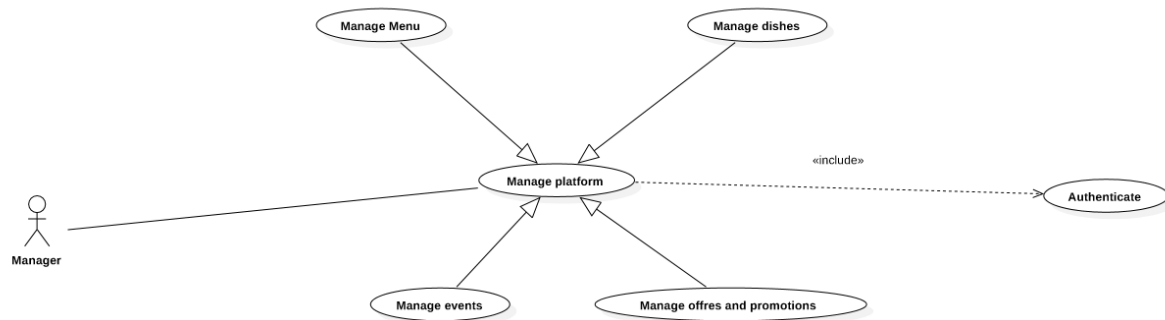 Manage Menu
Manage dishes
«include»
Manage platform
Authenticate
Manager
Manage events
Manage offres and promotions